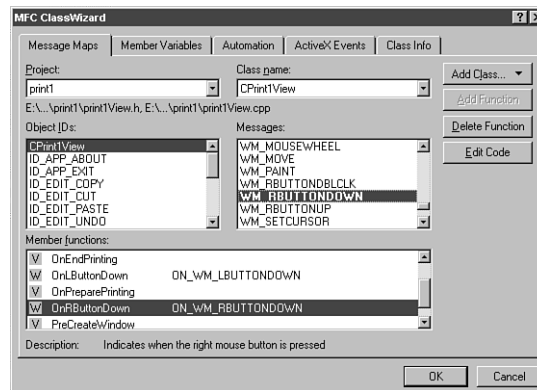 MFC ClassWizard
Message Maps Member Variables Automation ActiveX Events Class Info
Project: Class name:
print1 CPrint1View
Add Class...
E:\...\print1\print1View.h, E:\...\print1\print1View.cpp
Add Function
Object IDs: Messages:
Delete Function
CPrint1View WM_MOUSEWHEEL
ID_APP_ABOUT WM_MOVE
Edit Code
ID_APP_EXIT WM_PAINT
ID_EDIT_COPY WM_RBUTTONDBLCLK
ID_EDIT_CUT WM_RBUTTONDOWN
ID_EDIT_PASTE WM_RBUTTONUP
ID_EDIT_UNDO WM_SETCURSOR
Member functions:
V OnEndPrinting
W OnLButtonDown ON_WM_LBUTTONDOWN
V OnPreparePrinting
W OnRButtonDown ON_WM_RBUTTONDOWN
V PreCreateWindow
Description: Indicates when the right mouse button is pressed
OK Cancel